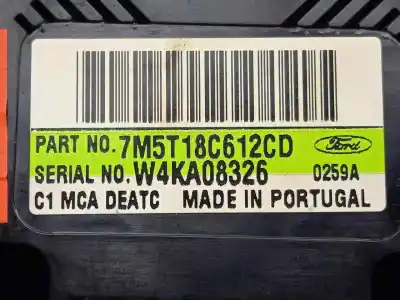 PART NO. 7M5T18C612CD Ford
SERIAL NO. W4KA08326 0259A
C1 MCA DEATC MADE IN PORTUGAL